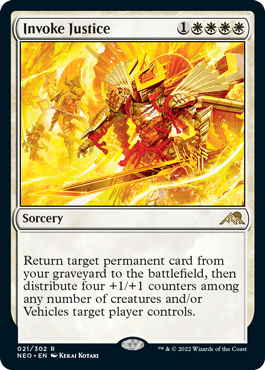 Invoke Justice 1
Sorcery
Return target permanent card from
your graveyard to the battlefield, then
distribute four +1/+1 counters among
any number of creatures and/or
Vehicles target player controls.
021/302 R
NEO • EN KEKAI KOTAKI
™ & © 2022 Wizards of the Coast